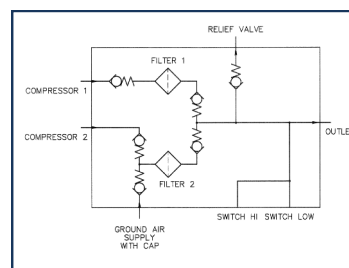 RELIEF VALVE
FILTER 1
COMPRESSOR 1
COMPRESSOR 2
OUTLE
FILTER 2
SWITCH HI SWITCH LOW
GROUND AIR
SUPPLY
WITH CAP